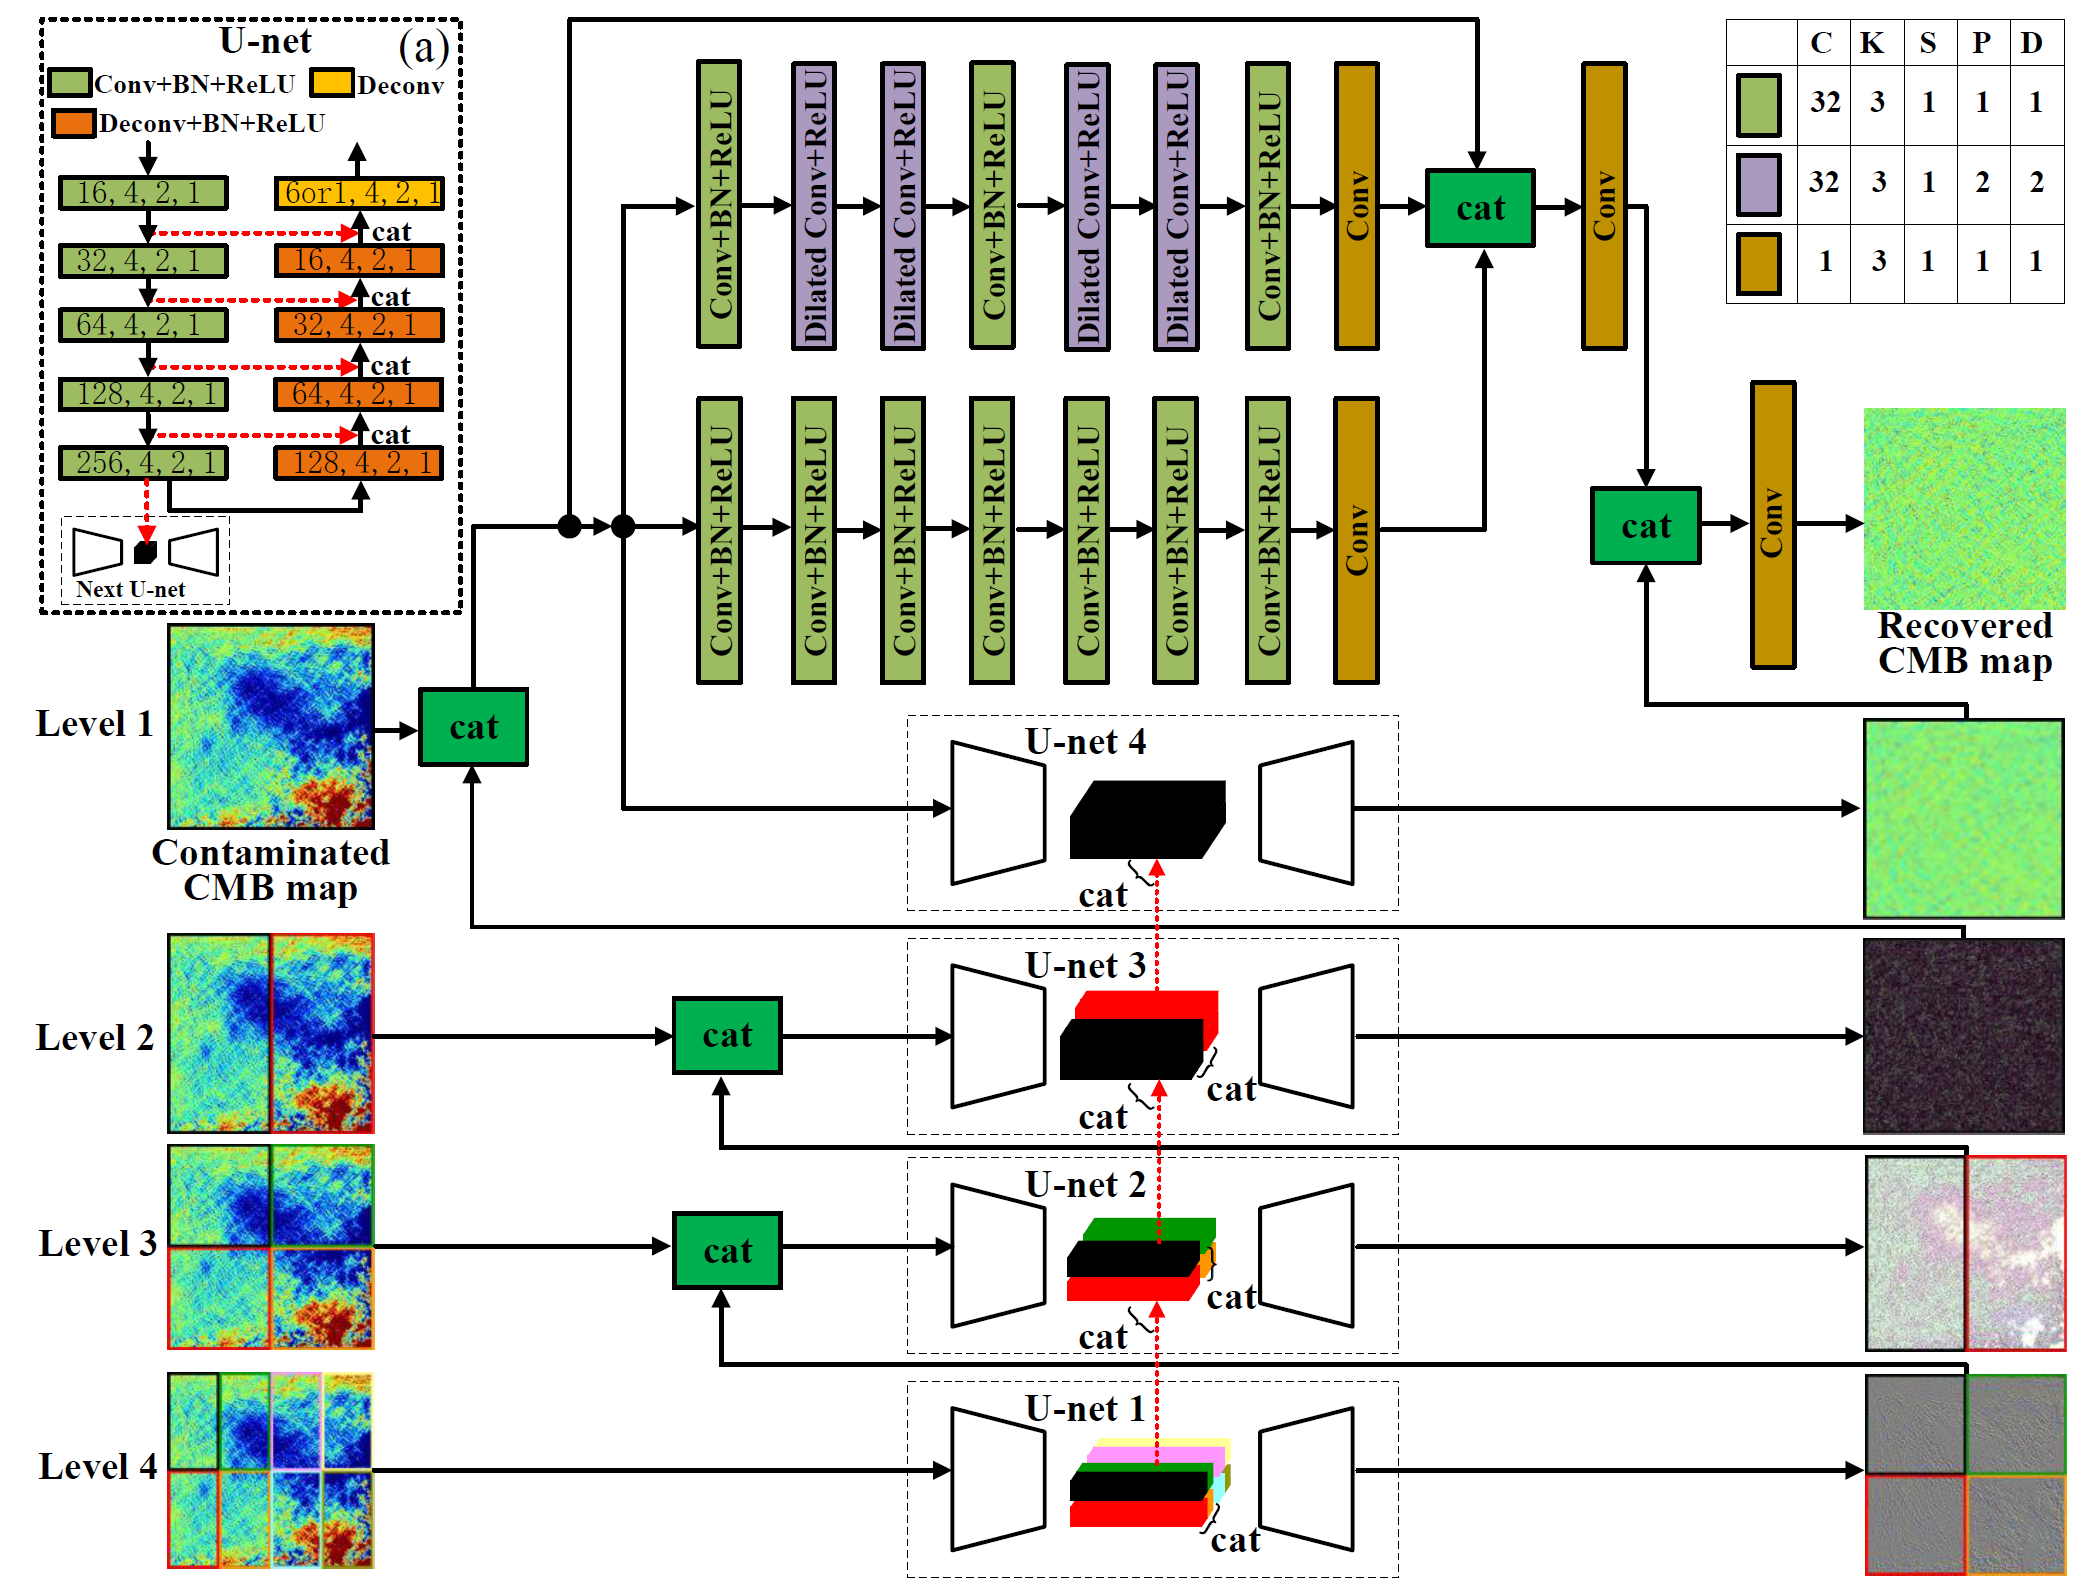 U-net
(a)
Conv+BN+ReLU
Deconv
Deconv+BN+ReLU
16,4,2,1
6or1,4,2,1
cat
32,4,2,1
16,4,2,1
cat
64,4,2,1
32,4,2,1
cat
128,4,2,1
64,4,2,1
cat
256,4,2,1
128,4,2,1
Next U-net
Conv+BN+ReLU
Dilated Conv+ReLU
Dilated Conv+ReLU
Conv+BN+ReLU
Dilated Conv+ReLU
Dilated Conv+ReLU
Conv+BN+ReLU
Conv
cat
Conv
C K S P D
32 3 1 1 1
32 3 1 2 2
1 3 1 1 1
Conv+BN+ReLU
Conv+BN+ReLU
Conv+BN+ReLU
Conv+BN+ReLU
Conv+BN+ReLU
Conv+BN+ReLU
Conv+BN+ReLU
Conv
cat
Conv
Recovered
CMB map
Level 1
cat
Contaminated
CMB map
U-net 4
cat
Level 2
cat
U-net 3
cat
cat
Level 3
cat
U-net 2
cat
cat
Level 4
U-net 1
cat